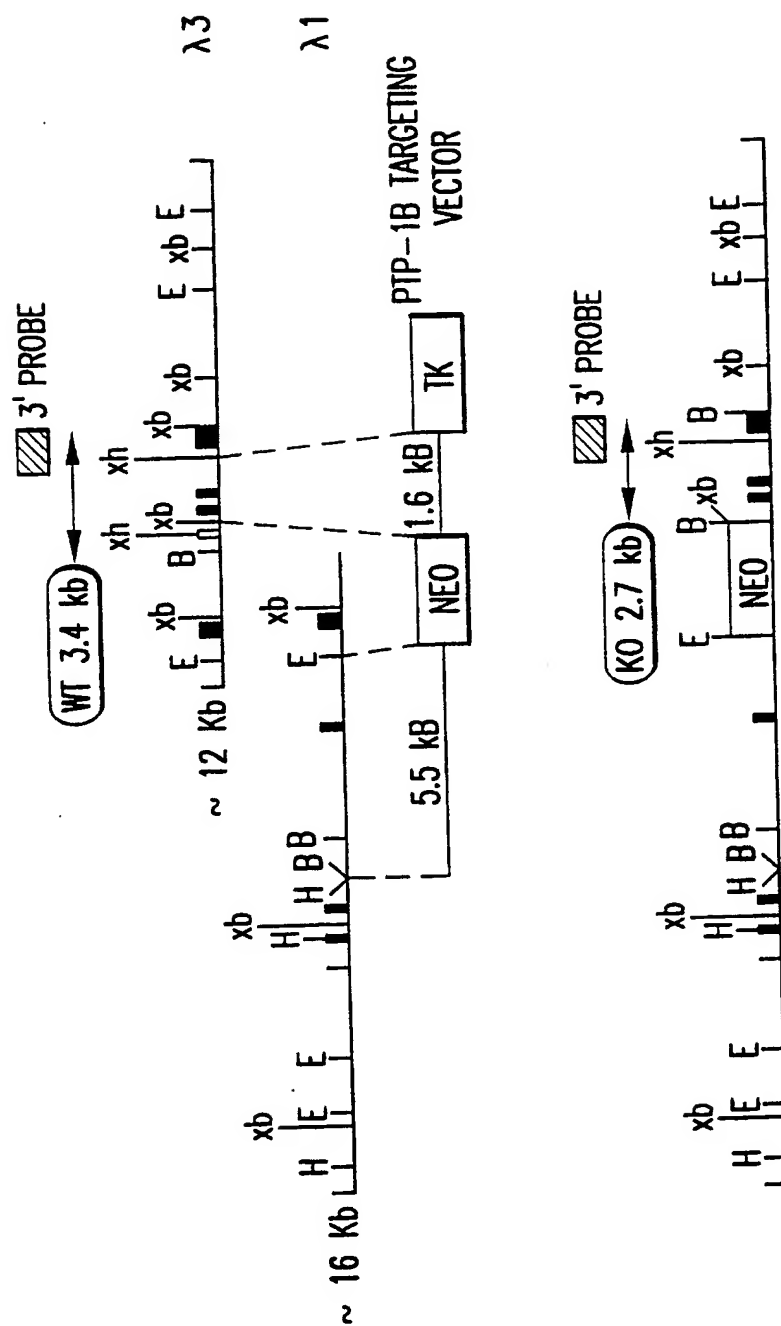 3' PROBE
WT 3.4 kb
~ 12 Kb
E xb B xh xb xh xb xb E xb E
λ3
~ 16 Kb
H xb E E H xb H B B E xb
λ1
5.5 kB
NEO
1.6 kB
TK
PTP-1B TARGETING
VECTOR
3' PROBE
KO 2.7 kb
H xb E E H xb H B B E NEO B xb xh B xb E xb E